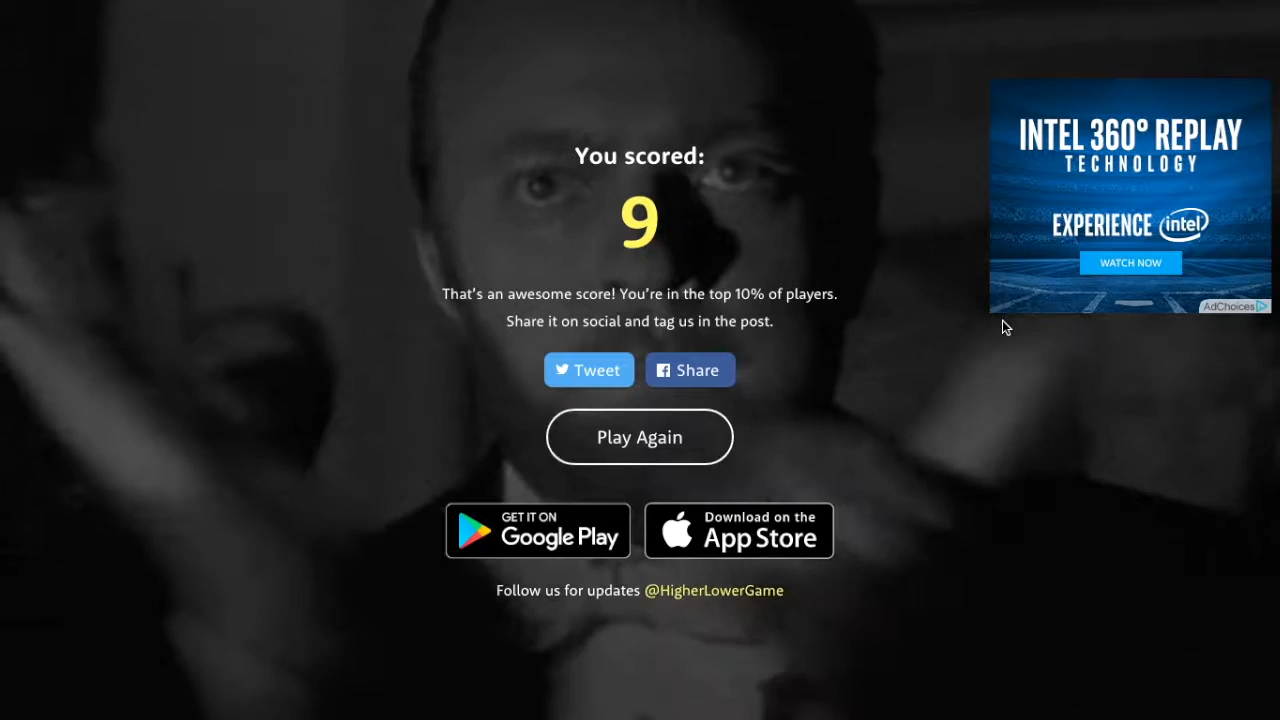 You scored:
9
That's an awesome score! You're in the top 10% of players.
Share it on social and tag us in the post.
Tweet
Share
Play Again
GET IT ON
Google Play
Download on the
App Store
Follow us for updates @HigherLowerGame
INTEL 360° REPLAY
TECHNOLOGY
EXPERIENCE intel
WATCH NOW
AdChoices